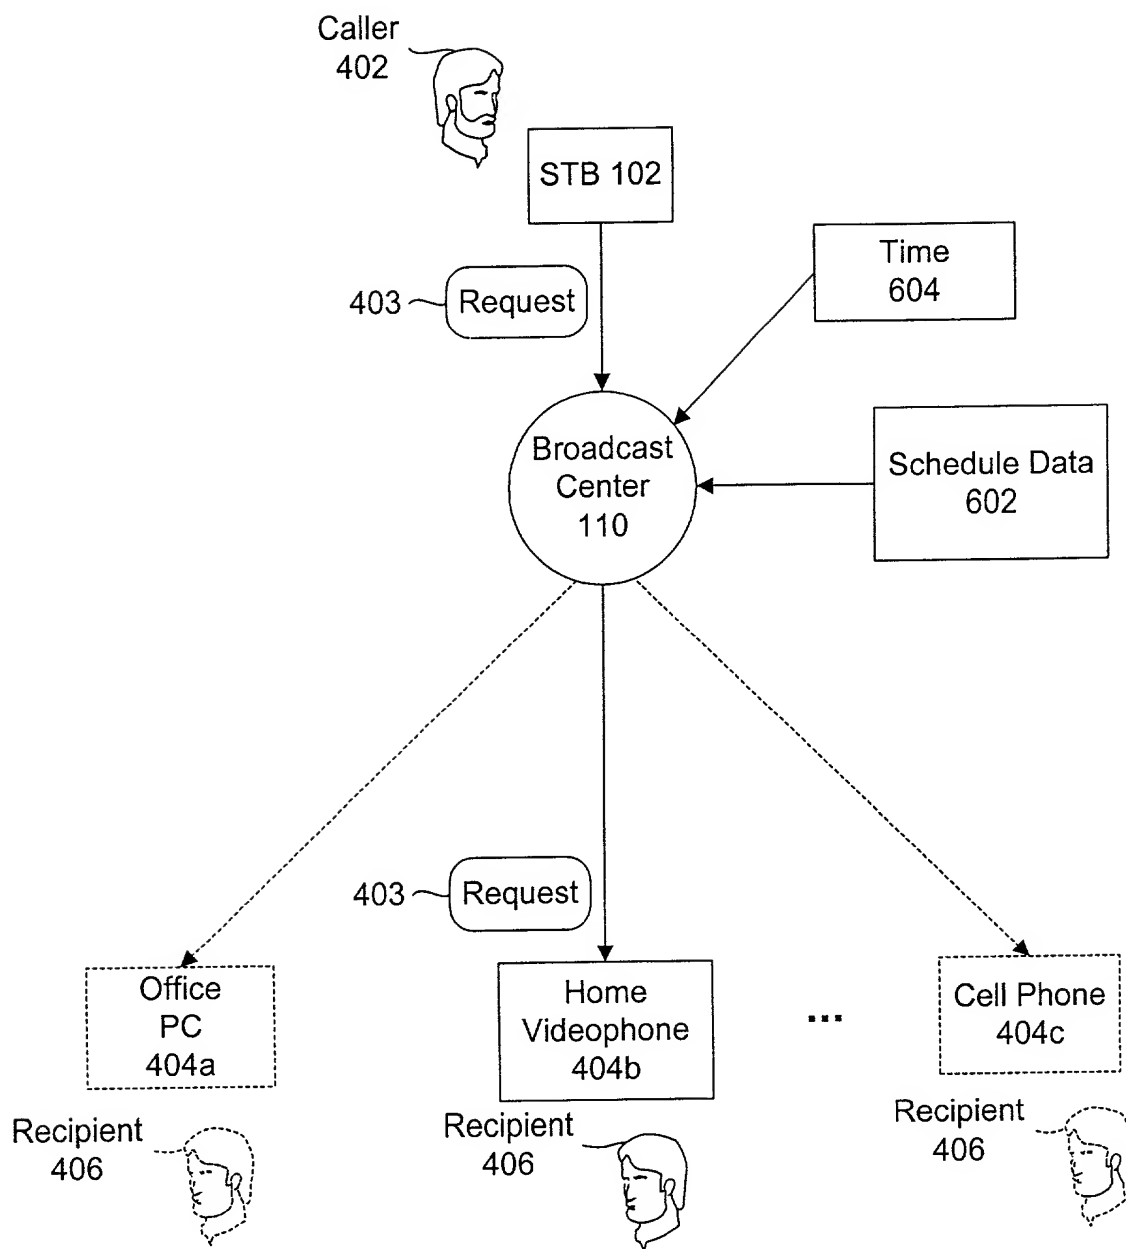 Caller
402
STB 102
Time
604
403
Request
Broadcast
Center
110
Schedule Data
602
403
Request
Office
PC
404a
Home
Videophone
404b
...
Cell Phone
404c
Recipient
406
Recipient
406
Recipient
406